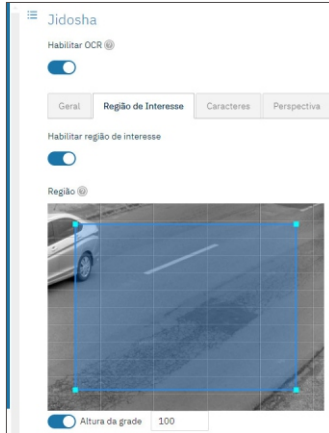 Jidosha
Habilitar OCR
Geral Região de Interesse Caracteres Perspectiva
Habilitar região de interesse
Região
Altura da grade 100